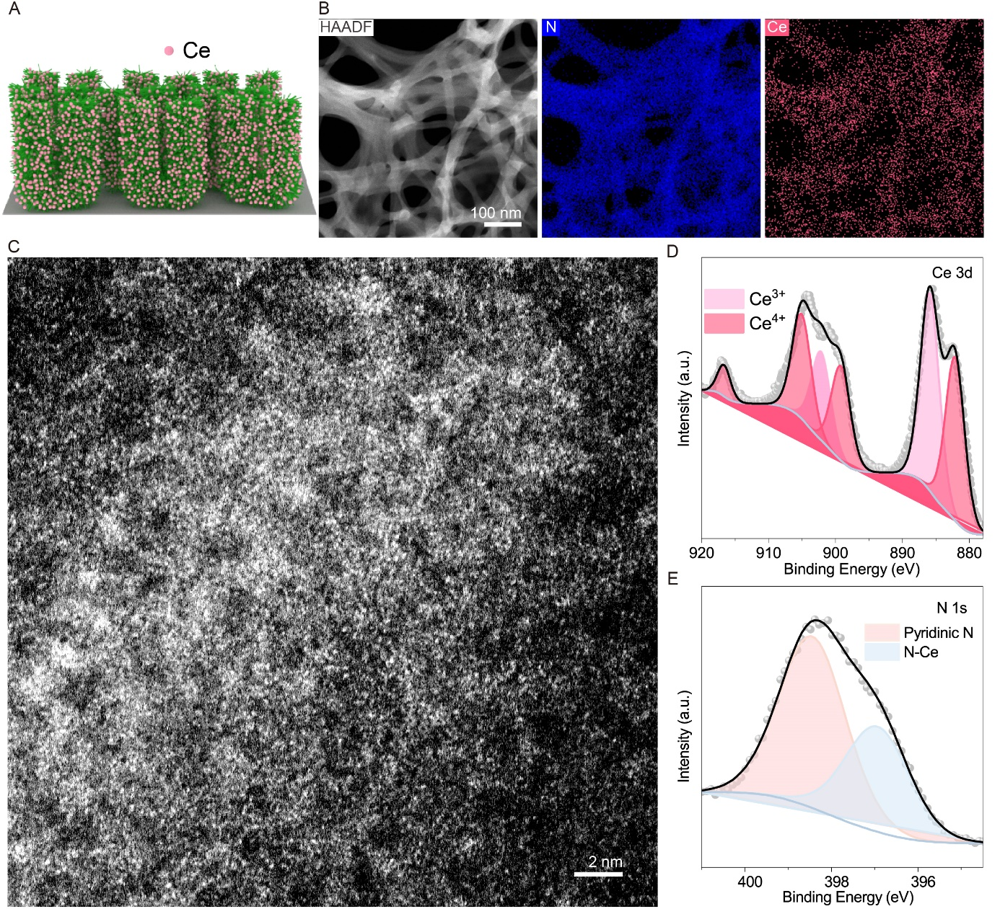 A
Ce
B
HAADF
N
Ce
100 nm
C
2 nm
D
Ce 3d
Ce³⁺
Ce⁴⁺
Intensity (a.u.)
920 910 900 890 880
Binding Energy (eV)
E
N 1s
Pyridinic N
N-Ce
Intensity (a.u.)
400 398 396
Binding Energy (eV)